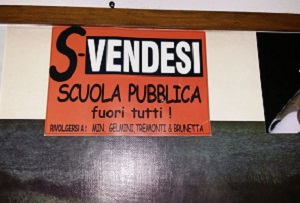 S-VENDESI
SCUOLA PUBBLICA
fuori tutti !
RIVOLGERSI A : MIN. GELMINI, TREMONTI & BRUNETTA